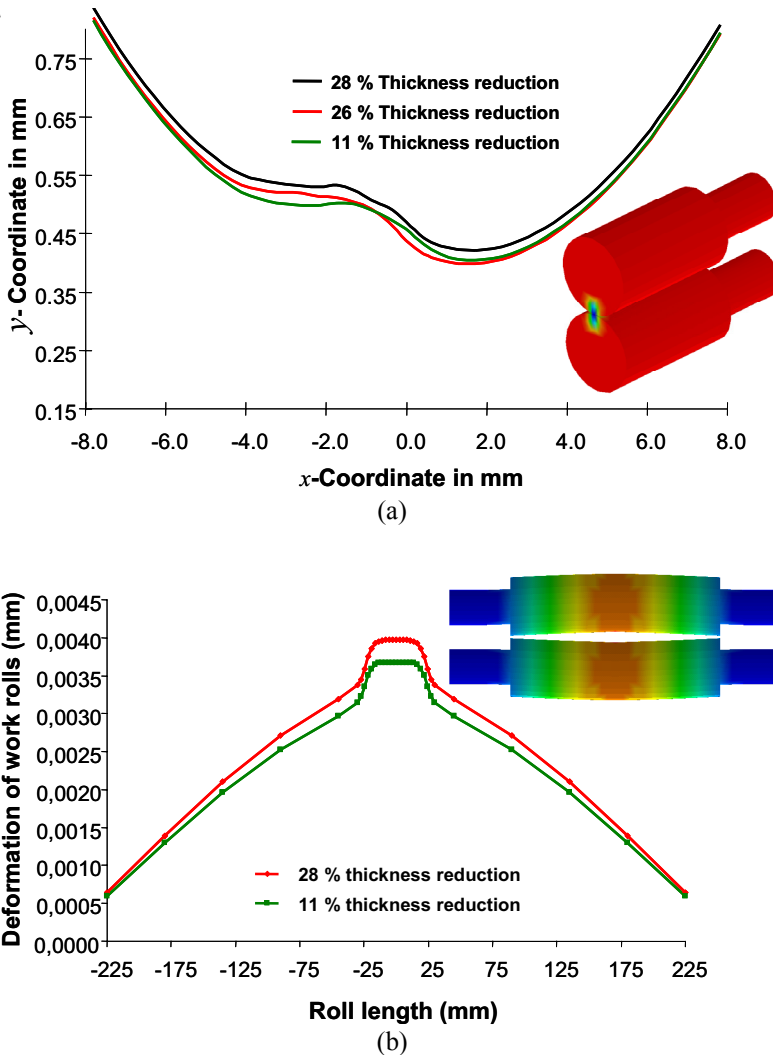 0.75
0.65
0.55
0.45
0.35
0.25
0.15
y- Coordinate in mm
28 % Thickness reduction
26 % Thickness reduction
11 % Thickness reduction
-8.0 -6.0 -4.0 -2.0 0.0 2.0 4.0 6.0 8.0
x-Coordinate in mm
(a)
0,0045
0,0040
0,0035
0,0030
0,0025
0,0020
0,0015
0,0010
0,0005
0,0000
Deformation of work rolls (mm)
28 % thickness reduction
11 % thickness reduction
-225 -175 -125 -75 -25 25 75 125 175 225
Roll length (mm)
(b)